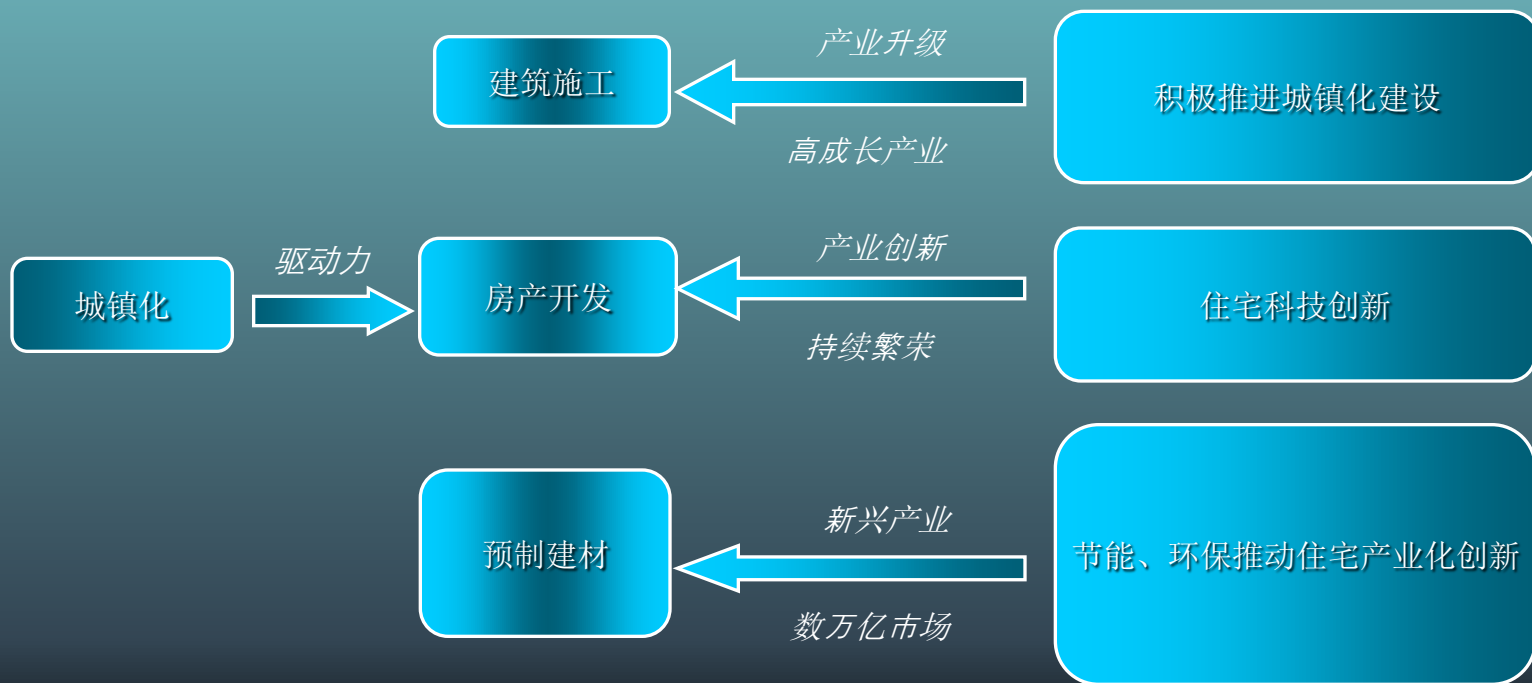 产业升级
建筑施工
积极推进城镇化建设
高成长产业
产业创新
驱动力
城镇化
房产开发
住宅科技创新
持续繁荣
新兴产业
预制建材
节能、环保推动住宅产业化创新
数万亿市场